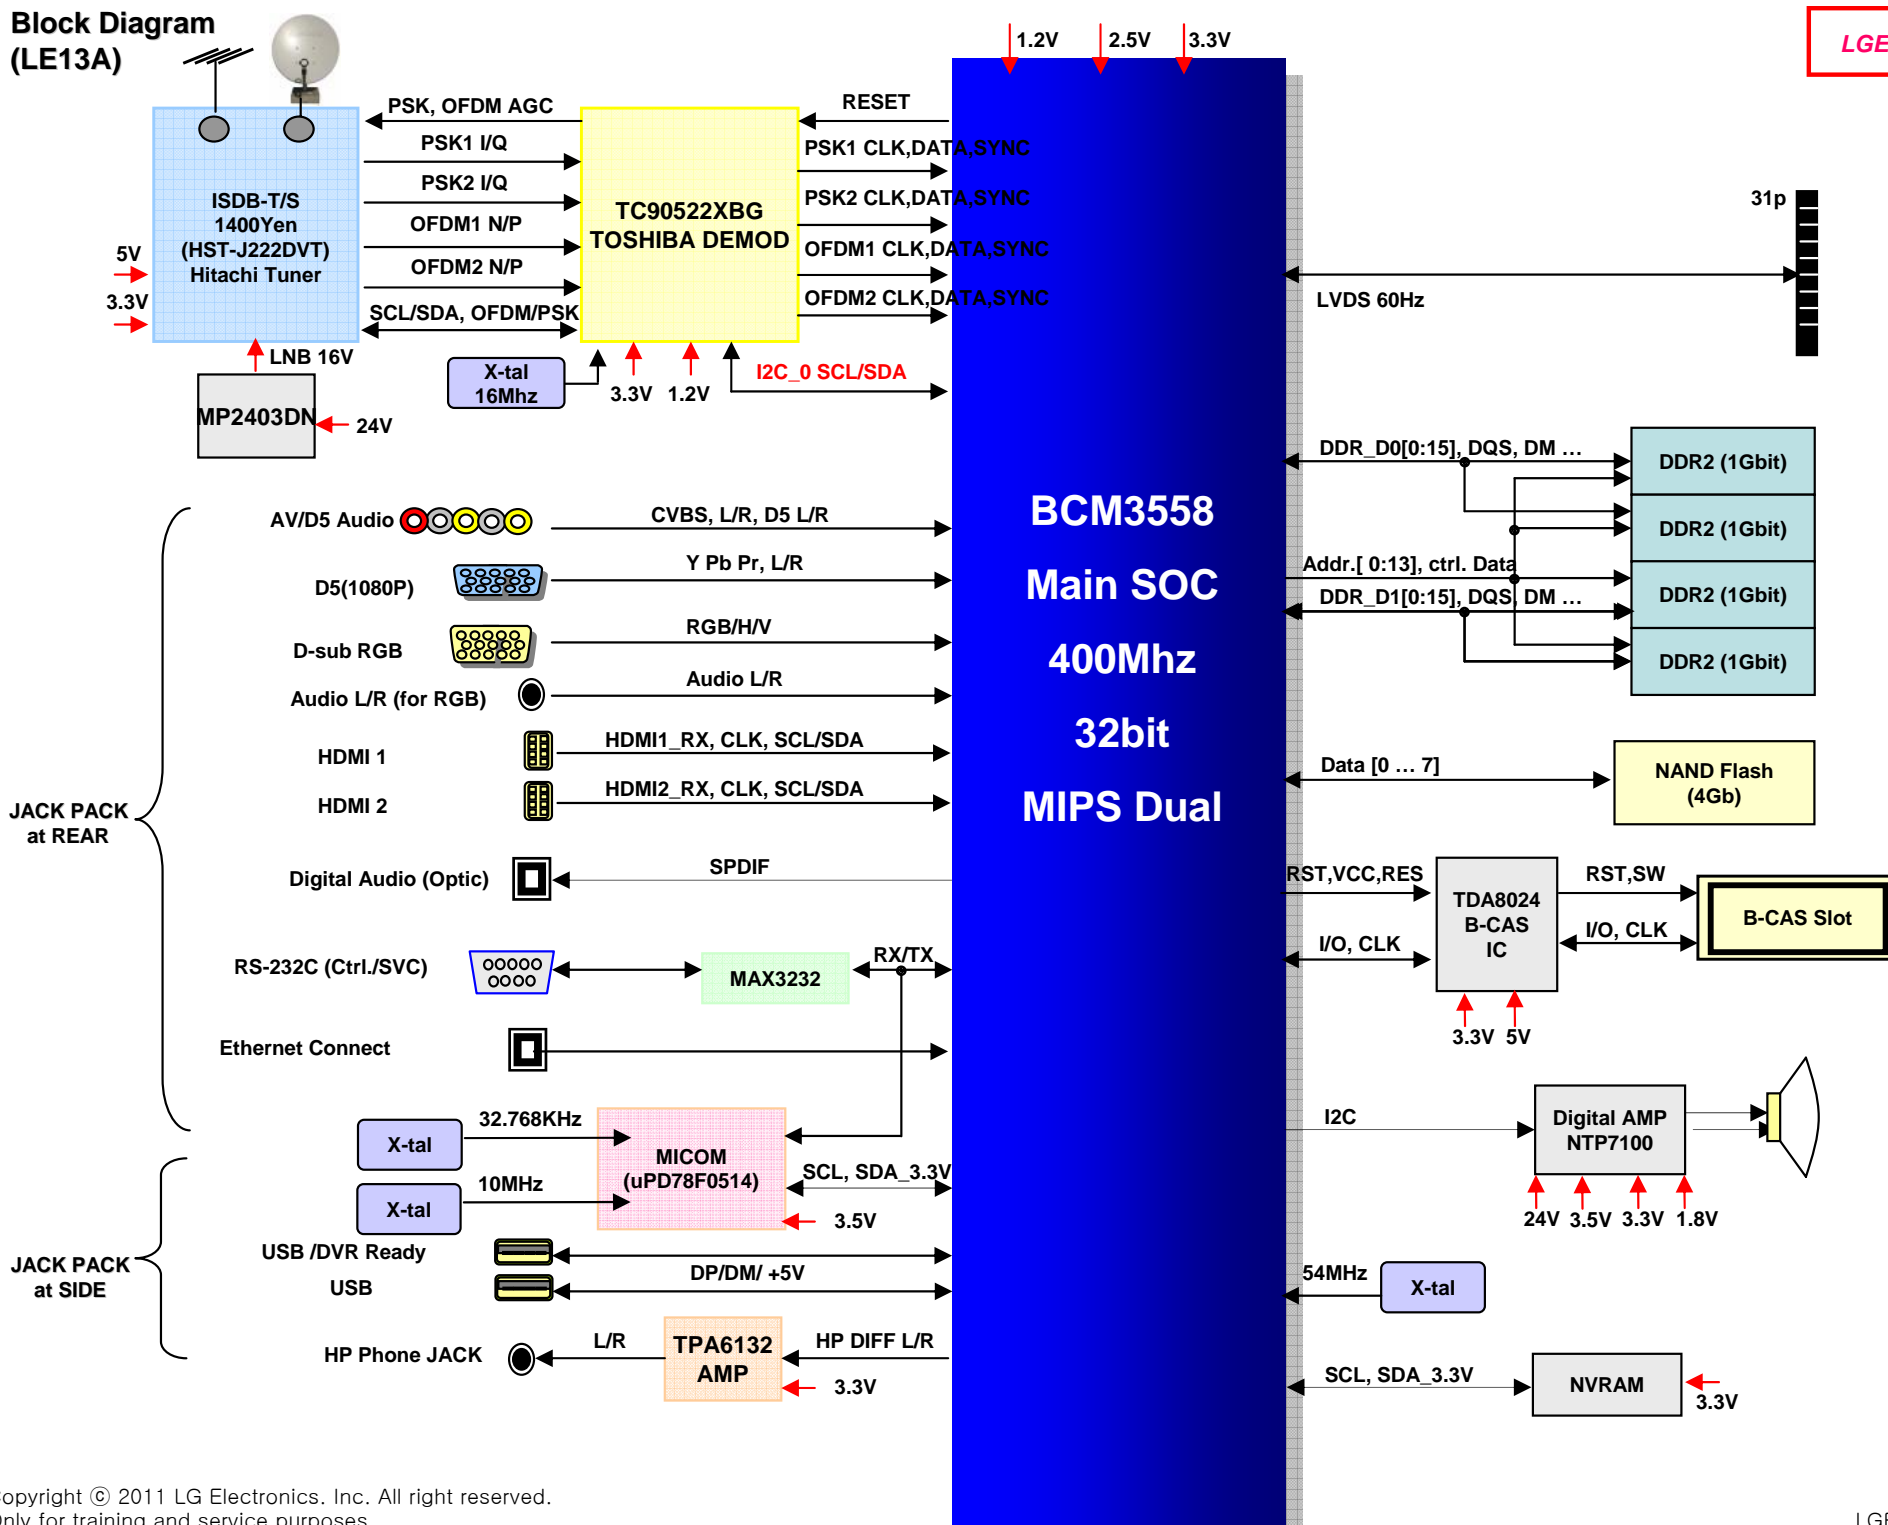 Block Diagram
(LE13A)
1.2V
2.5V
3.3V
LGE
PSK, OFDM AGC
RESET
PSK1 I/Q
PSK1 CLK,DATA,SYNC
PSK2 I/Q
PSK2 CLK,DATA,SYNC
OFDM1 N/P
OFDM1 CLK,DATA,SYNC
OFDM2 N/P
OFDM2 CLK,DATA,SYNC
SCL/SDA, OFDM/PSK
ISDB-T/S
1400Yen
(HST-J222DVT)
Hitachi Tuner
TC90522XBG
TOSHIBA DEMOD
5V
3.3V
LNB 16V
MP2403DN
24V
X-tal
16Mhz
3.3V
1.2V
I2C_0 SCL/SDA
31p
LVDS 60Hz
BCM3558
Main SOC
400Mhz
32bit
MIPS Dual
DDR_D0[0:15], DQS, DM ...
DDR2 (1Gbit)
DDR2 (1Gbit)
Addr.[ 0:13], ctrl. Data
DDR2 (1Gbit)
DDR_D1[0:15], DQS, DM ...
DDR2 (1Gbit)
Data [0 ... 7]
NAND Flash
(4Gb)
RST,VCC,RES
I/O, CLK
TDA8024
B-CAS
IC
RST,SW
I/O, CLK
B-CAS Slot
3.3V
5V
I2C
Digital AMP
NTP7100
24V
3.5V
3.3V
1.8V
54MHz
X-tal
SCL, SDA_3.3V
NVRAM
3.3V
JACK PACK
at REAR
AV/D5 Audio
CVBS, L/R, D5 L/R
D5(1080P)
Y Pb Pr, L/R
D-sub RGB
RGB/H/V
Audio L/R (for RGB)
Audio L/R
HDMI 1
HDMI1_RX, CLK, SCL/SDA
HDMI 2
HDMI2_RX, CLK, SCL/SDA
Digital Audio (Optic)
SPDIF
RS-232C (Ctrl./SVC)
MAX3232
RX/TX
Ethernet Connect
X-tal
32.768KHz
X-tal
10MHz
MICOM
(uPD78F0514)
SCL, SDA_3.3V
3.5V
JACK PACK
at SIDE
USB /DVR Ready
USB
DP/DM/ +5V
HP Phone JACK
L/R
TPA6132
AMP
HP DIFF L/R
3.3V
opyright ⓒ 2011 LG Electronics. Inc. All right reserved.
nly for training and service purposes